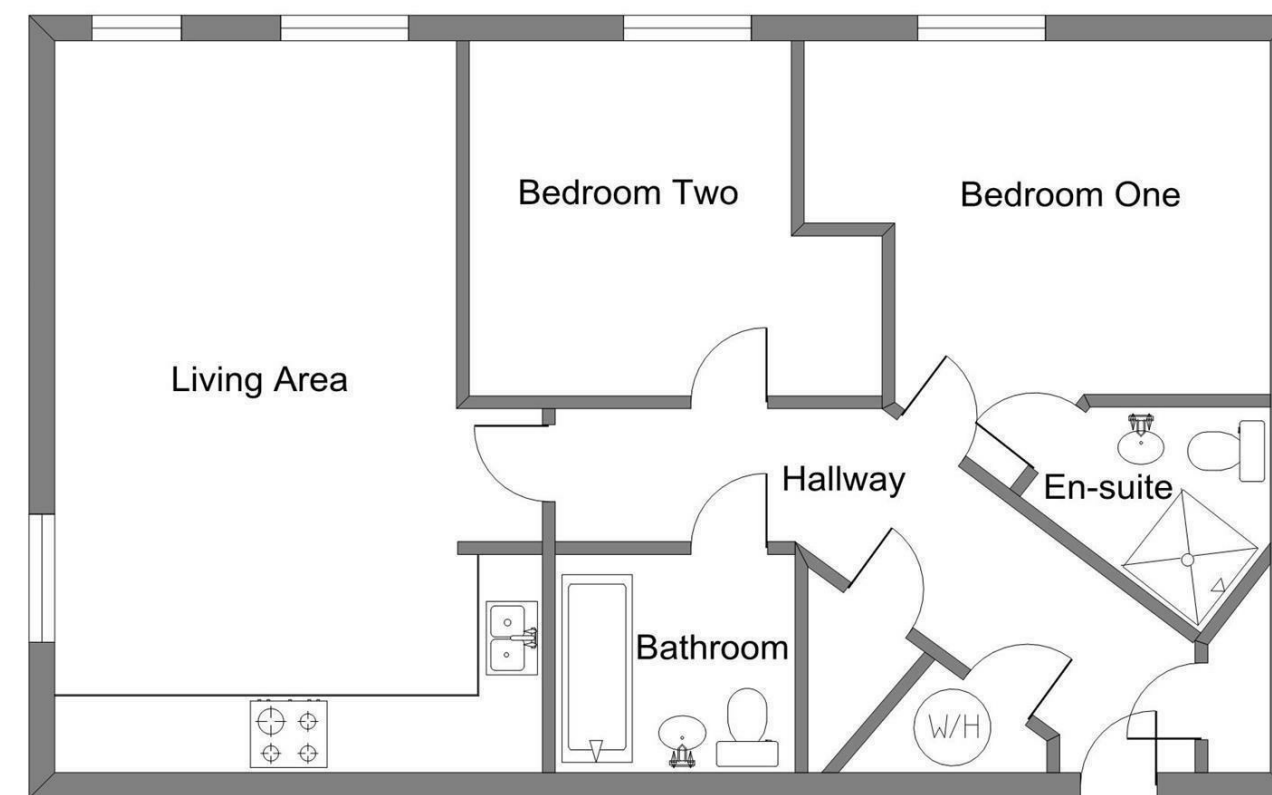 Bedroom Two
Bedroom One
Living Area
Hallway
En-suite
Bathroom
W/H